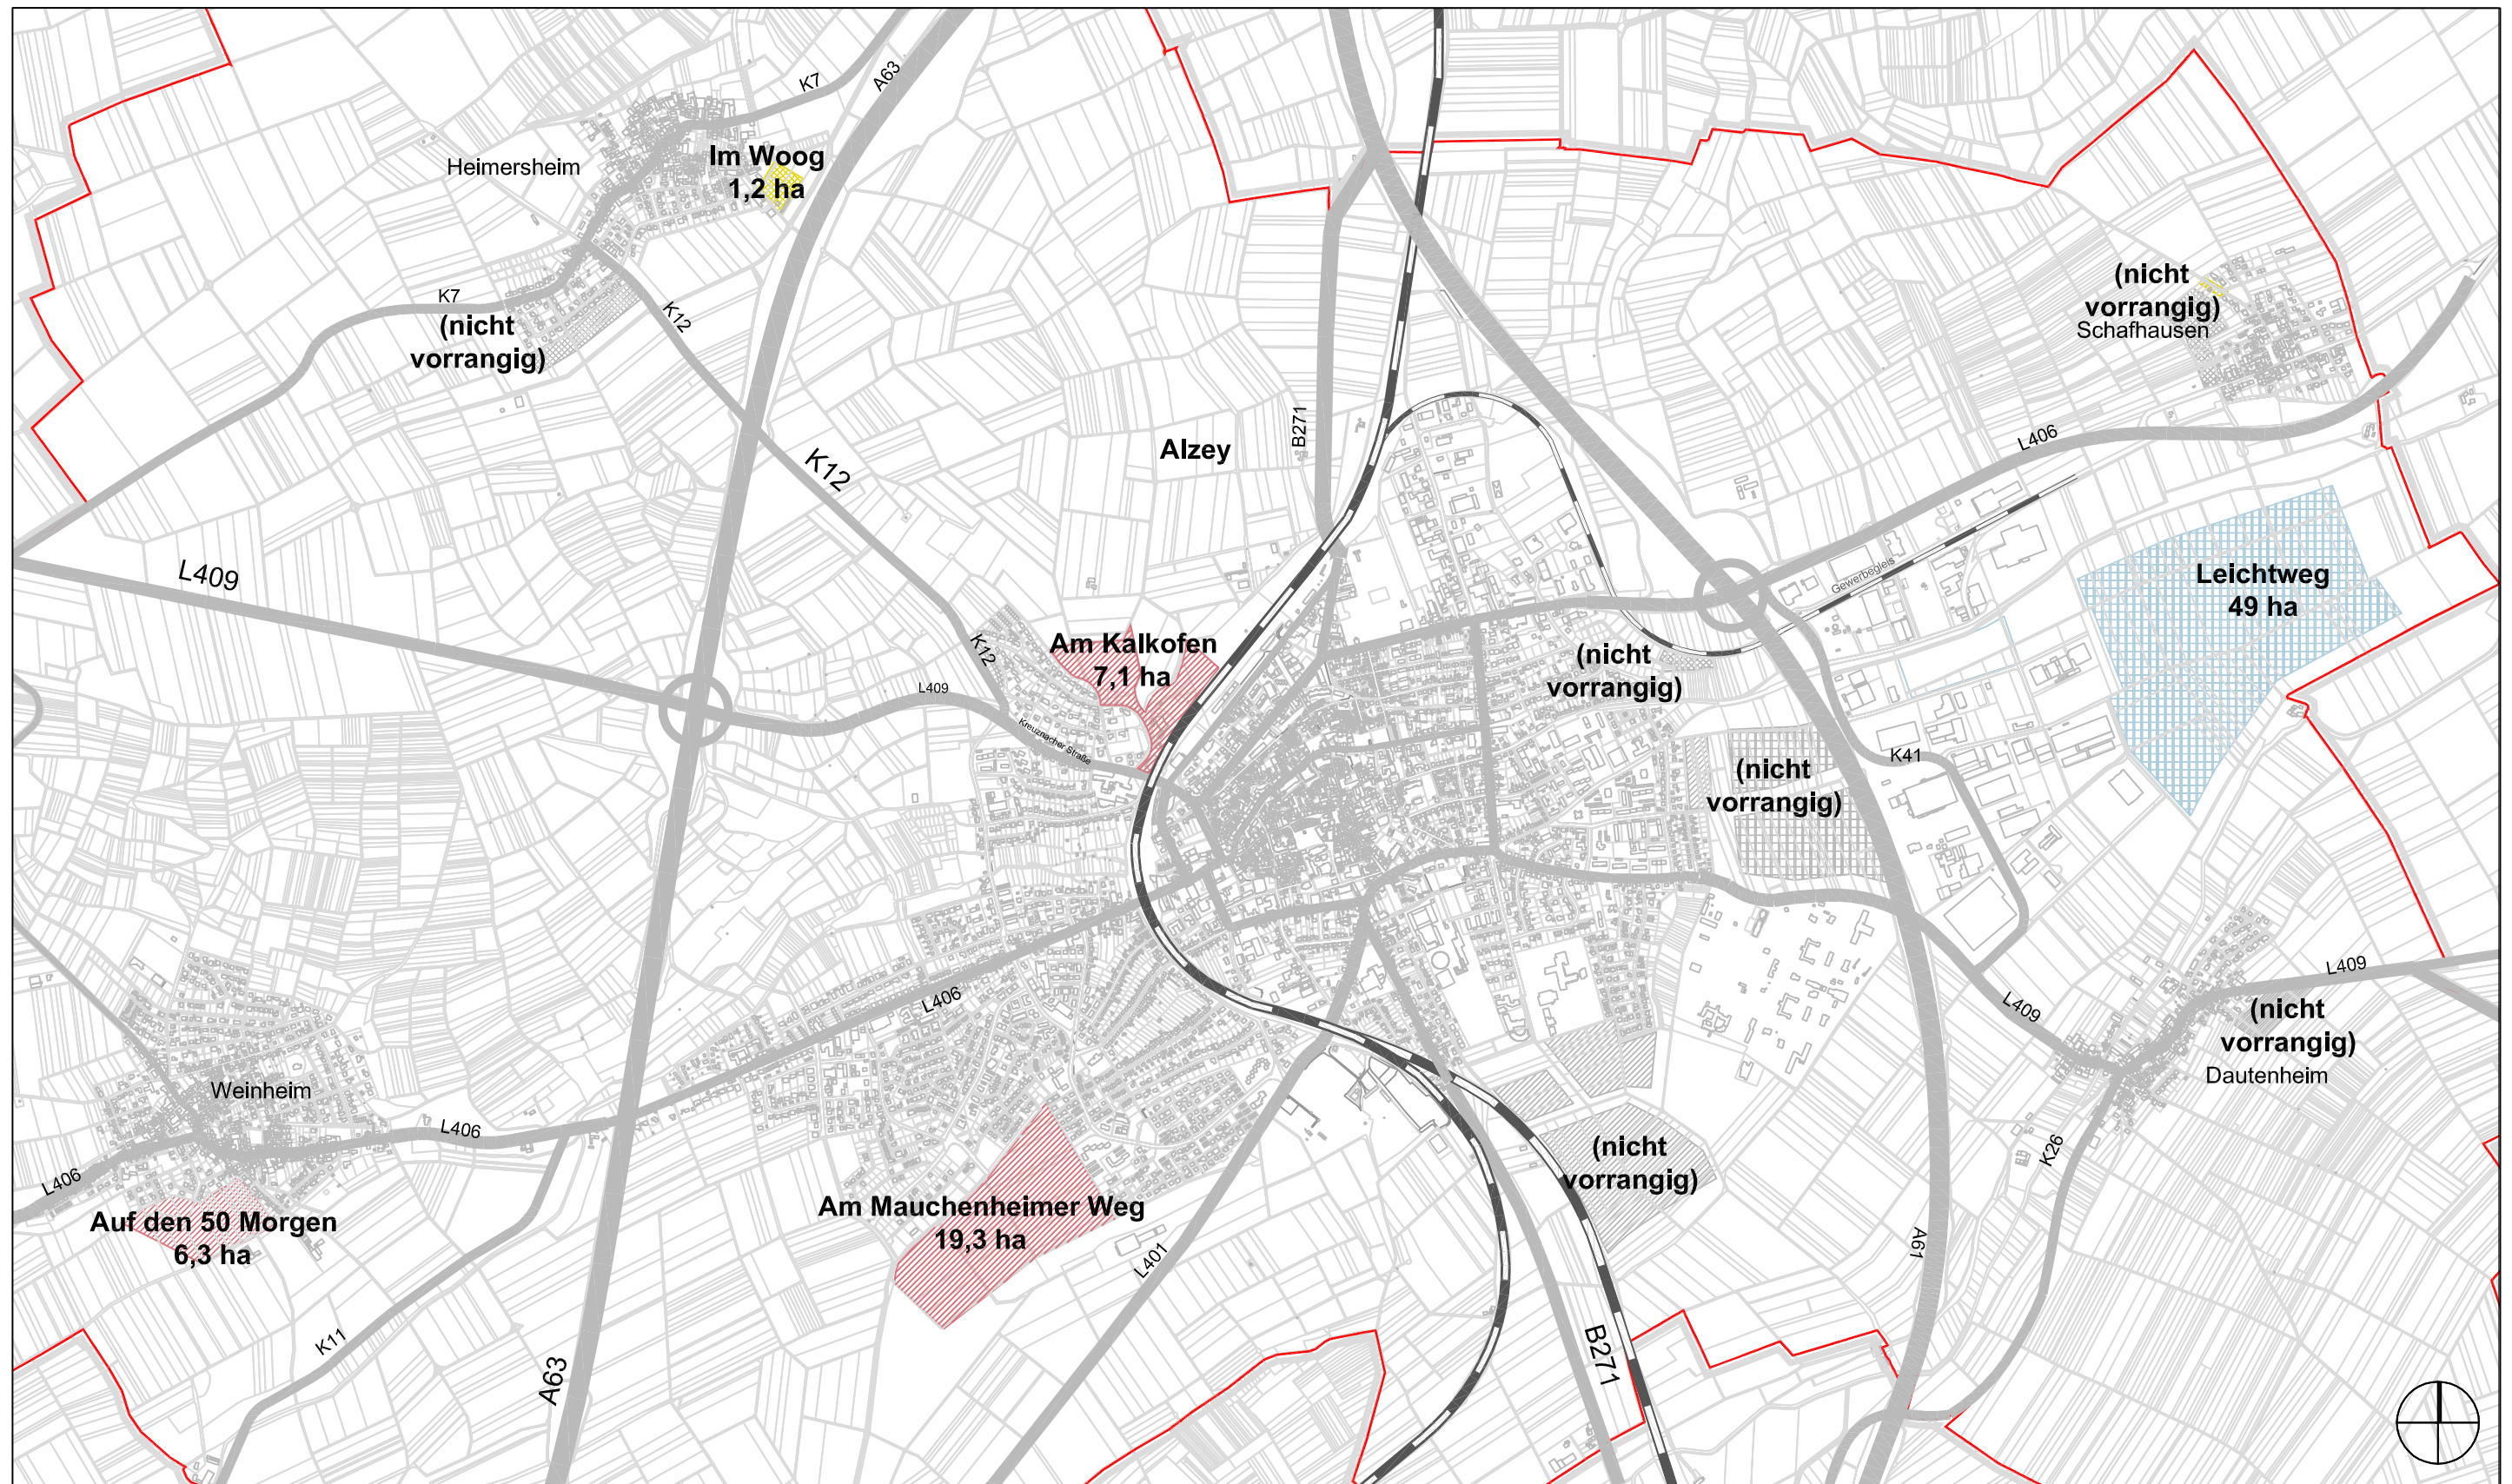 K7
A63
Im Woog
1,2 ha
Heimersheim
K7
(nicht
vorrangig)
K12
(nicht
vorrangig)
Schafhausen
B271
Alzey
L406
K12
L409
Gewerbegleis
Leichtweg
49 ha
K12
Am Kalkofen
7,1 ha
(nicht
vorrangig)
L409
Kreuznacher Straße
K41
(nicht
vorrangig)
L406
L409
L409
(nicht
vorrangig)
Dautenheim
Weinheim
L406
L406
K26
(nicht
vorrangig)
Auf den 50 Morgen
6,3 ha
Am Mauchenheimer Weg
19,3 ha
L401
A61
K11
A63
B271